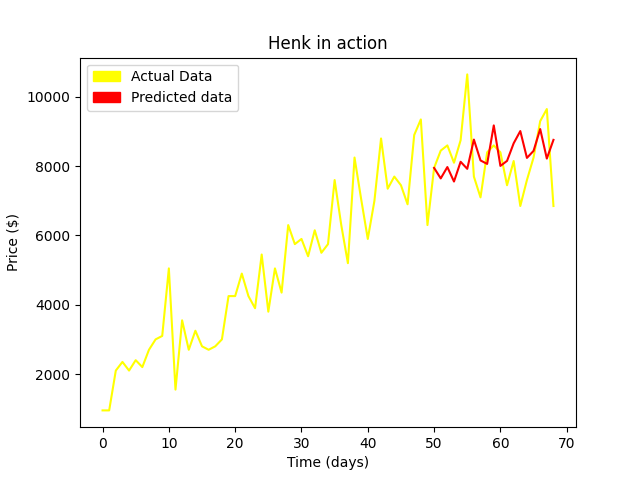 Henk in action
Actual Data
Predicted data
Price ($)
10000
8000
6000
4000
2000
0 10 20 30 40 50 60 70
Time (days)